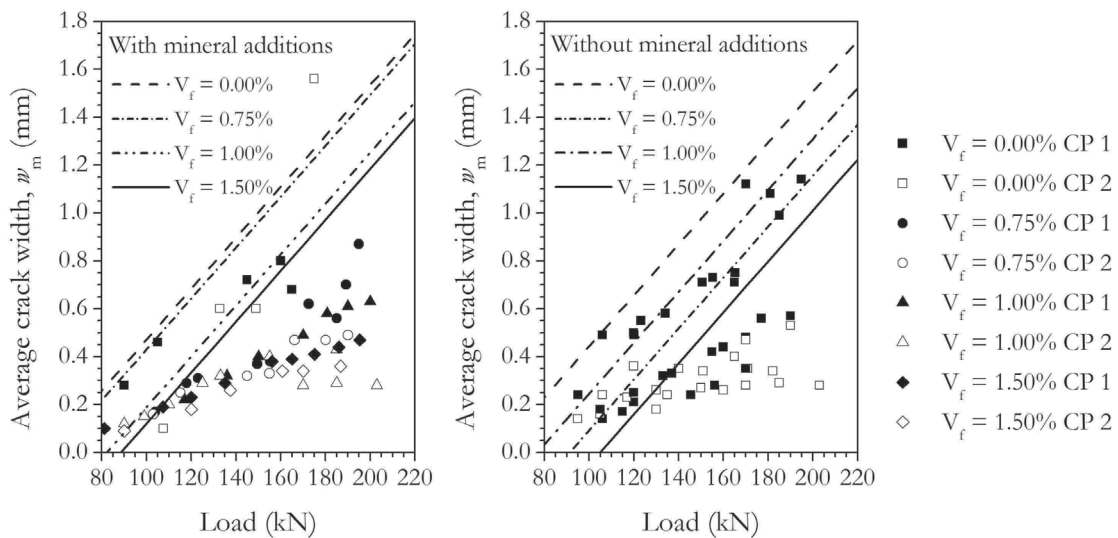 1.8
1.6
1.4
1.2
1.0
0.8
0.6
0.4
0.2
0.0
Average crack width, w_m (mm)
With mineral additions
V_f = 0.00%
V_f = 0.75%
V_f = 1.00%
V_f = 1.50%
80 100 120 140 160 180 200 220
Load (kN)
1.8
1.6
1.4
1.2
1.0
0.8
0.6
0.4
0.2
0.0
Average crack width, w_m (mm)
Without mineral additions
V_f = 0.00%
V_f = 0.75%
V_f = 1.00%
V_f = 1.50%
80 100 120 140 160 180 200 220
Load (kN)
V_f = 0.00% CP 1
V_f = 0.00% CP 2
V_f = 0.75% CP 1
V_f = 0.75% CP 2
V_f = 1.00% CP 1
V_f = 1.00% CP 2
V_f = 1.50% CP 1
V_f = 1.50% CP 2